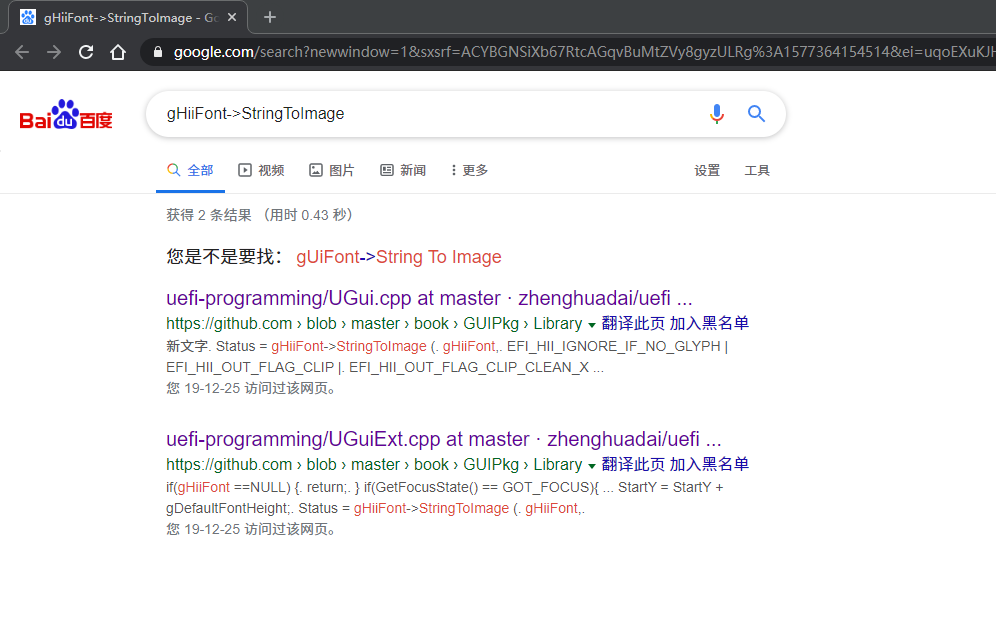 gHiiFont->StringToImage - Go
google.com/search?newwindow=1&sxsrf=ACYBGNSiXb67RtcAGqvBuMtZVy8gyzULRg%3A1577364154514&ei=uqoEXuKJH
Bai du 百度
gHiiFont->StringToImage
全部 视频 图片 新闻 更多 设置 工具
获得 2 条结果 （用时 0.43 秒）
您是不是要找： gUiFont->String To Image
uefi-programming/UGui.cpp at master · zhenghuadai/uefi ...
https://github.com › blob › master › book › GUIPkg › Library 翻译此页 加入黑名单
新文字. Status = gHiiFont->StringToImage (. gHiiFont,. EFI_HII_IGNORE_IF_NO_GLYPH |
EFI_HII_OUT_FLAG_CLIP |. EFI_HII_OUT_FLAG_CLIP_CLEAN_X ...
您 19-12-25 访问过该网页。
uefi-programming/UGuiExt.cpp at master · zhenghuadai/uefi ...
https://github.com › blob › master › book › GUIPkg › Library 翻译此页 加入黑名单
if(gHiiFont ==NULL) {. return;. } if(GetFocusState() == GOT_FOCUS){ ... StartY = StartY +
gDefaultFontHeight;. Status = gHiiFont->StringToImage (. gHiiFont,.
您 19-12-25 访问过该网页。